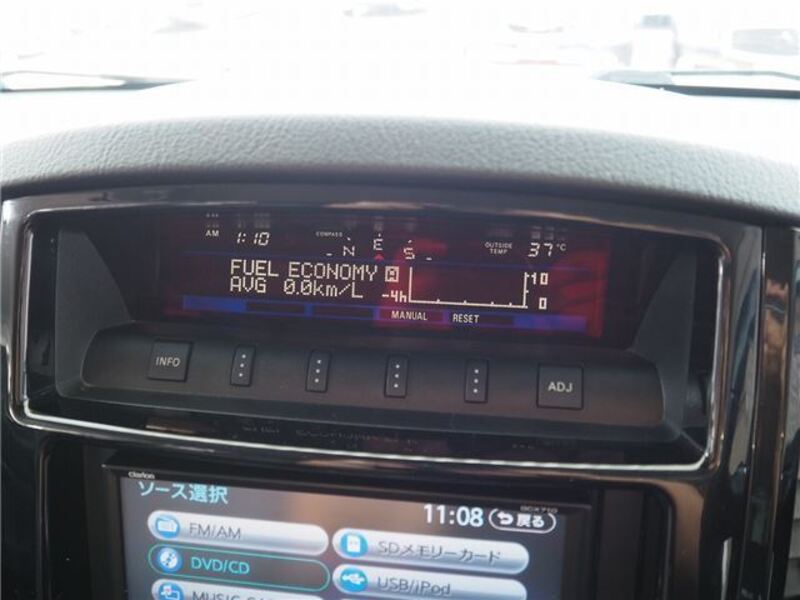 AM 1:10 COMPASS N E S OUTSIDE TEMP 37°C
FUEL ECONOMY A 10
AVG 0.0km/L -4h 0
MANUAL RESET
INFO ADJ
clarion
ソース選択 11:08 戻る
FM/AM SDメモリーカード
DVD/CD USB/iPod